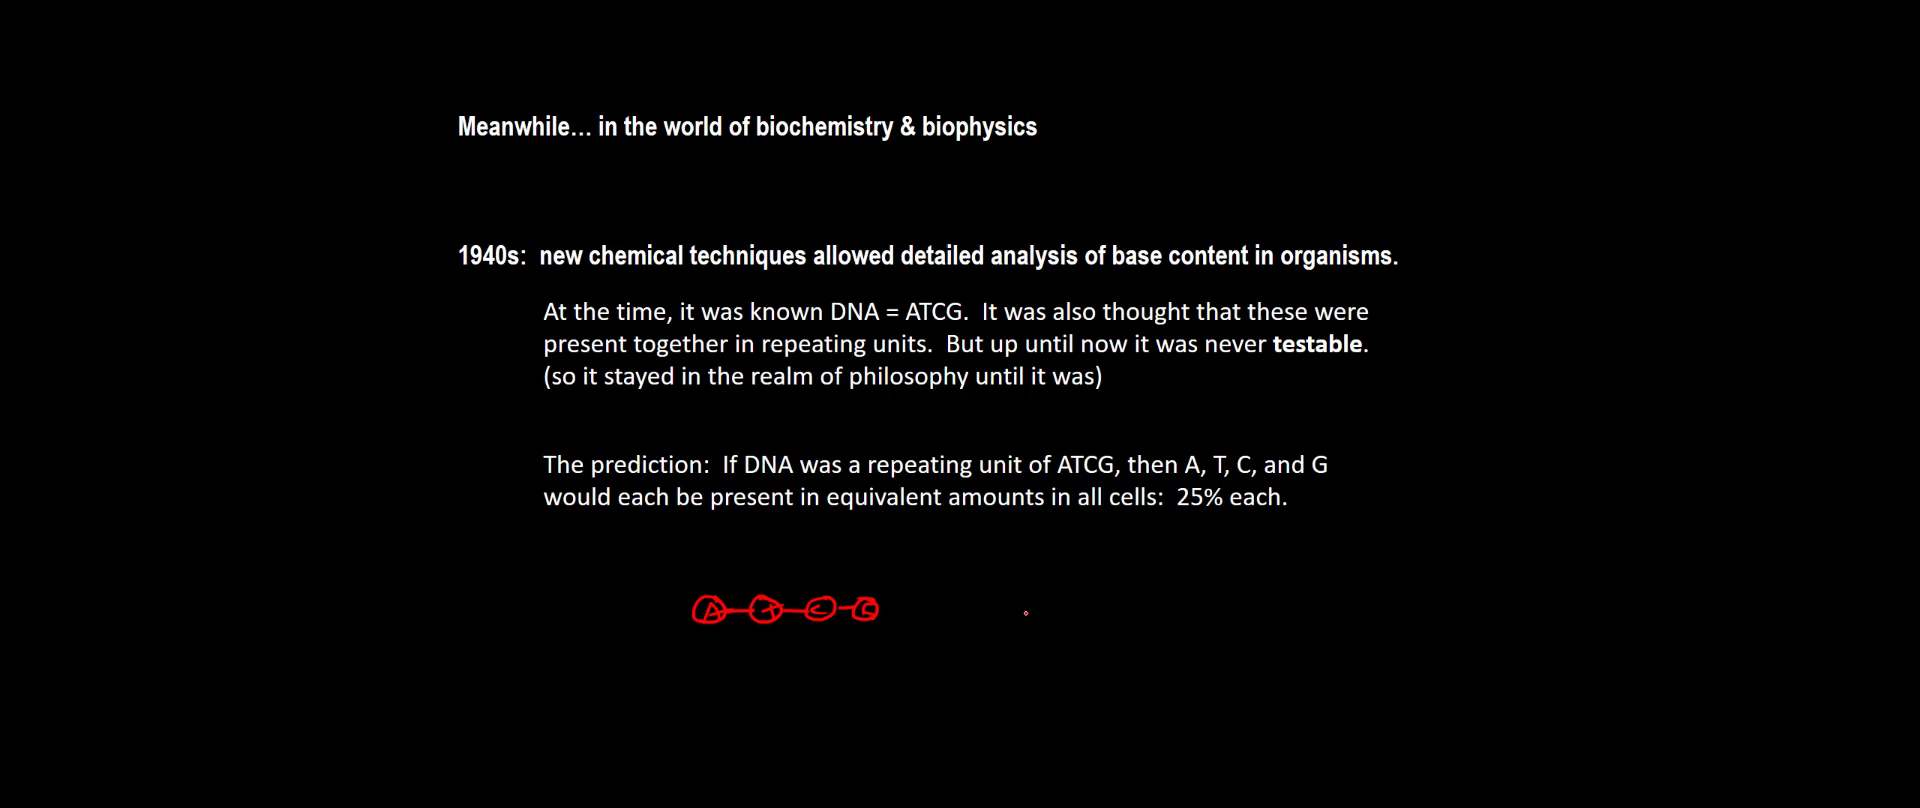 Meanwhile... in the world of biochemistry & biophysics
1940s: new chemical techniques allowed detailed analysis of base content in organisms.
At the time, it was known DNA = ATCG. It was also thought that these were
present together in repeating units. But up until now it was never testable.
(so it stayed in the realm of philosophy until it was)
The prediction: If DNA was a repeating unit of ATCG, then A, T, C, and G
would each be present in equivalent amounts in all cells: 25% each.
A T C G